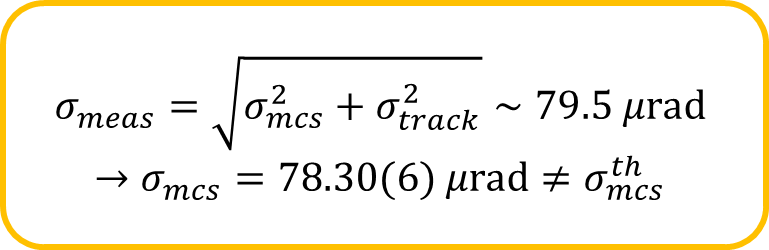 σ_meas = √(σ²_mcs + σ²_track) ~ 79.5 μrad
→ σ_mcs = 78.30(6) μrad ≠ σ^th_mcs